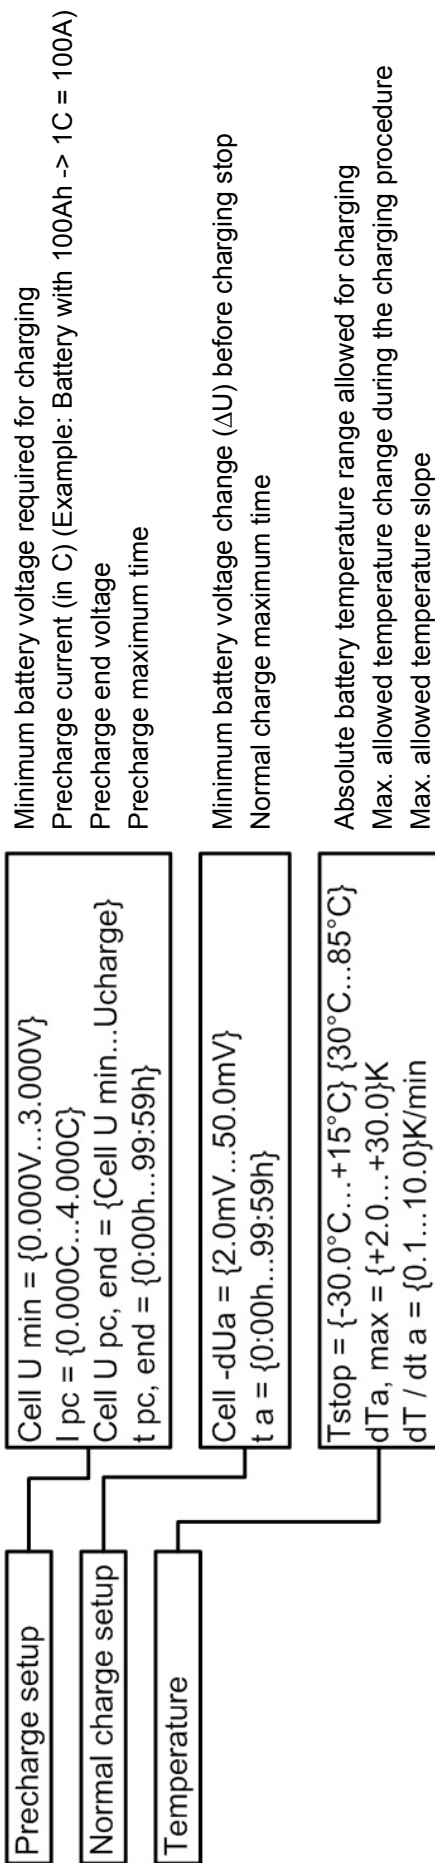 Precharge setup
Cell U min = {0.000V...3.000V}
I pc = {0.000C...4.000C}
Cell U pc, end = {Cell U min...Ucharge}
t pc, end = {0:00h...99:59h}
Minimum battery voltage required for charging
Precharge current (in C) (Example: Battery with 100Ah -> 1C = 100A)
Precharge end voltage
Precharge maximum time
Normal charge setup
Cell -dUa = {2.0mV...50.0mV}
t a = {0:00h...99:59h}
Minimum battery voltage change (ΔU) before charging stop
Normal charge maximum time
Temperature
Tstop = {-30.0°C...+15°C} {30°C...85°C}
dTa, max = {+2.0...+30.0}K
dT / dt a = {0.1...10.0}K/min
Absolute battery temperature range allowed for charging
Max. allowed temperature change during the charging procedure
Max. allowed temperature slope